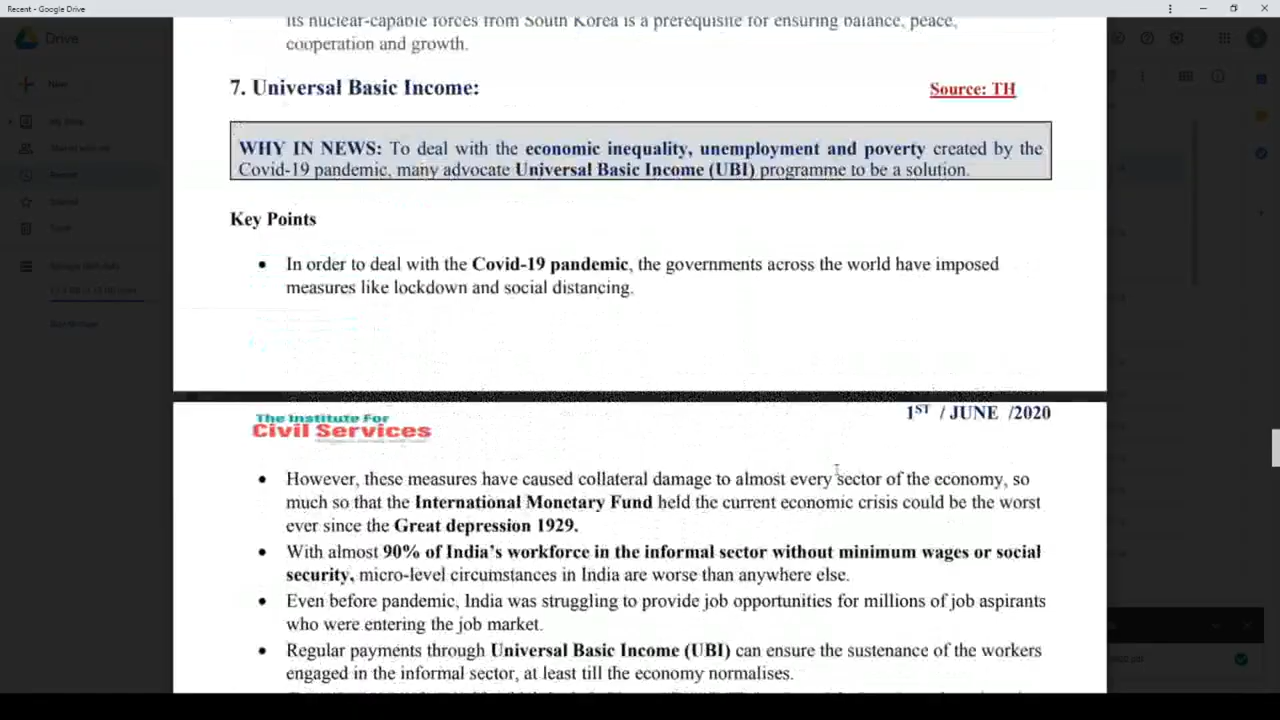 Recent - Google Drive
Drive
New
its nuclear-capable forces from South Korea is a prerequisite for ensuring balance, peace,
cooperation and growth.
7. Universal Basic Income:
Source: TH
WHY IN NEWS: To deal with the economic inequality, unemployment and poverty created by the
Covid-19 pandemic, many advocate Universal Basic Income (UBI) programme to be a solution.
Key Points
• In order to deal with the Covid-19 pandemic, the governments across the world have imposed
measures like lockdown and social distancing.
The Institute For
Civil Services
1ST / JUNE /2020
• However, these measures have caused collateral damage to almost every sector of the economy, so
much so that the International Monetary Fund held the current economic crisis could be the worst
ever since the Great depression 1929.
• With almost 90% of India's workforce in the informal sector without minimum wages or social
security, micro-level circumstances in India are worse than anywhere else.
• Even before pandemic, India was struggling to provide job opportunities for millions of job aspirants
who were entering the job market.
• Regular payments through Universal Basic Income (UBI) can ensure the sustenance of the workers
engaged in the informal sector, at least till the economy normalises.